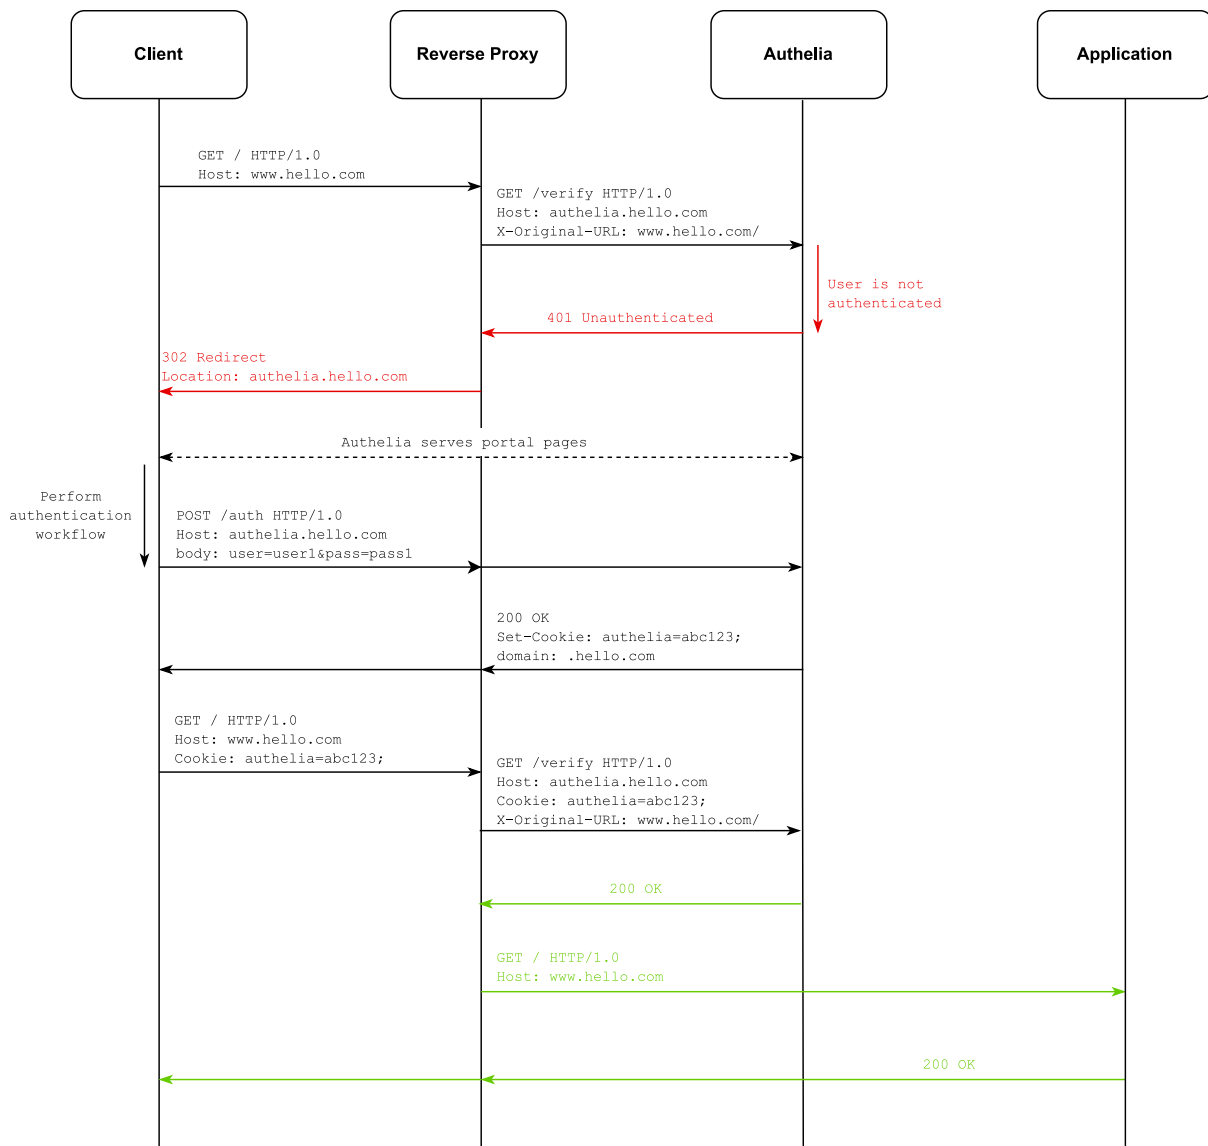 Client
Reverse Proxy
Authelia
Application
GET / HTTP/1.0
Host: www.hello.com
GET /verify HTTP/1.0
Host: authelia.hello.com
X-Original-URL: www.hello.com/
User is not
authenticated
401 Unauthenticated
302 Redirect
Location: authelia.hello.com
Authelia serves portal pages
Perform
authentication
workflow
POST /auth HTTP/1.0
Host: authelia.hello.com
body: user=user1&pass=pass1
200 OK
Set-Cookie: authelia=abc123;
domain: .hello.com
GET / HTTP/1.0
Host: www.hello.com
Cookie: authelia=abc123;
GET /verify HTTP/1.0
Host: authelia.hello.com
Cookie: authelia=abc123;
X-Original-URL: www.hello.com/
200 OK
GET / HTTP/1.0
Host: www.hello.com
200 OK